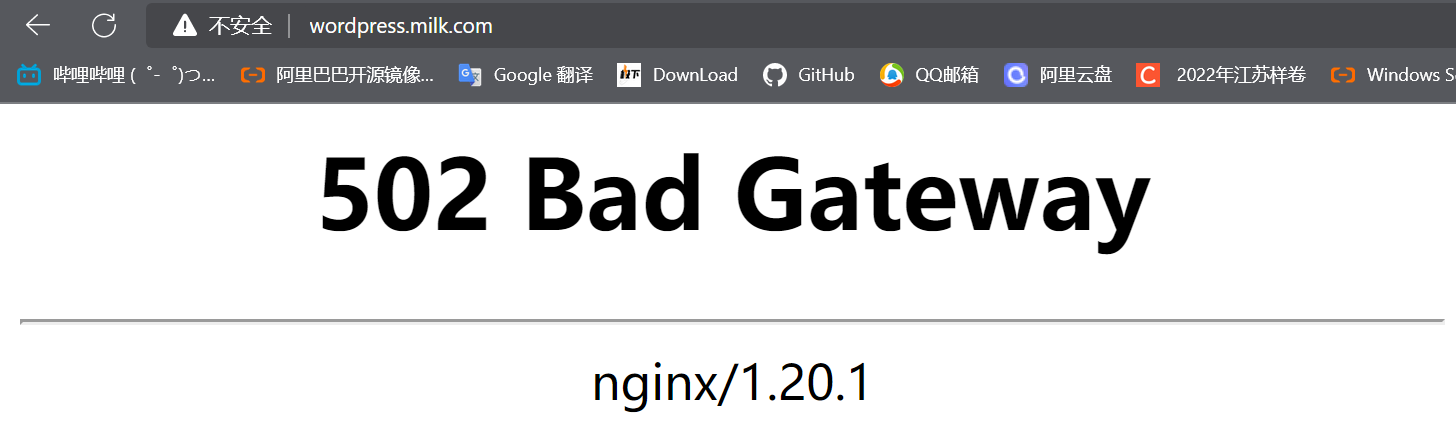 不安全 wordpress.milk.com
哔哩哔哩 (゜-゜)つ... 阿里巴巴开源镜像... Google 翻译 DownLoad GitHub QQ邮箱 阿里云盘 2022年江苏样卷 Windows S
502 Bad Gateway
nginx/1.20.1